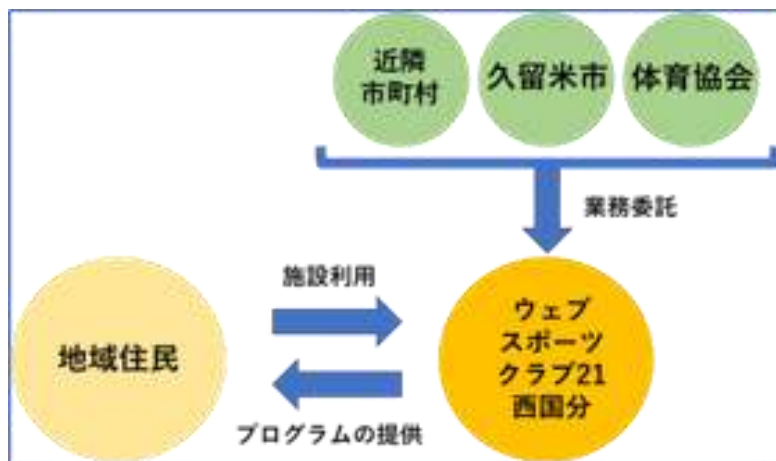 近隣
市町村
久留米市
体育協会
業務委託
施設利用
地域住民
ウェブ
スポーツ
クラブ21
西国分
プログラムの提供